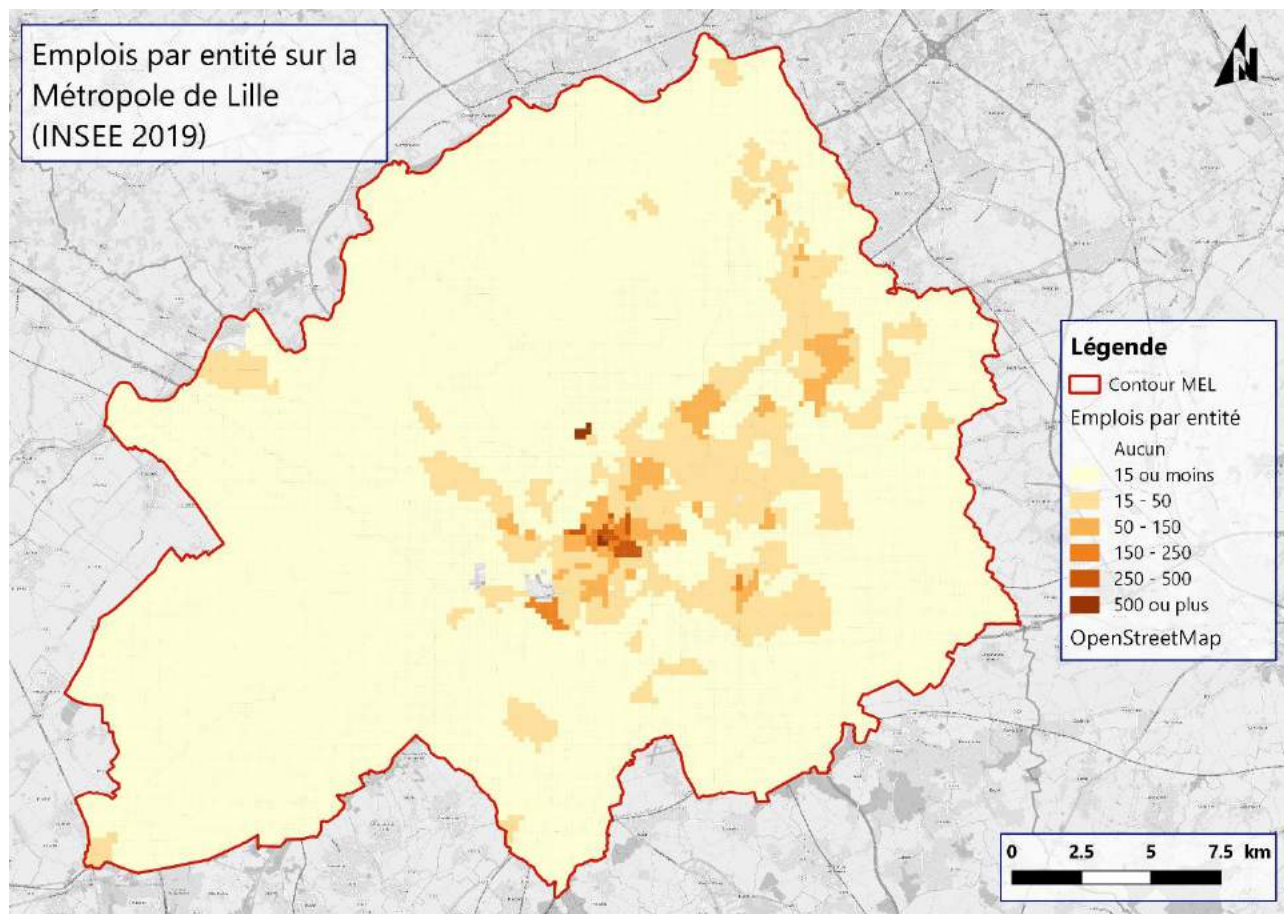 Emplois par entité sur la
Métropole de Lille
(INSEE 2019)
N
Légende
Contour MEL
Emplois par entité
Aucun
15 ou moins
15 - 50
50 - 150
150 - 250
250 - 500
500 ou plus
OpenStreetMap
0 2.5 5 7.5 km